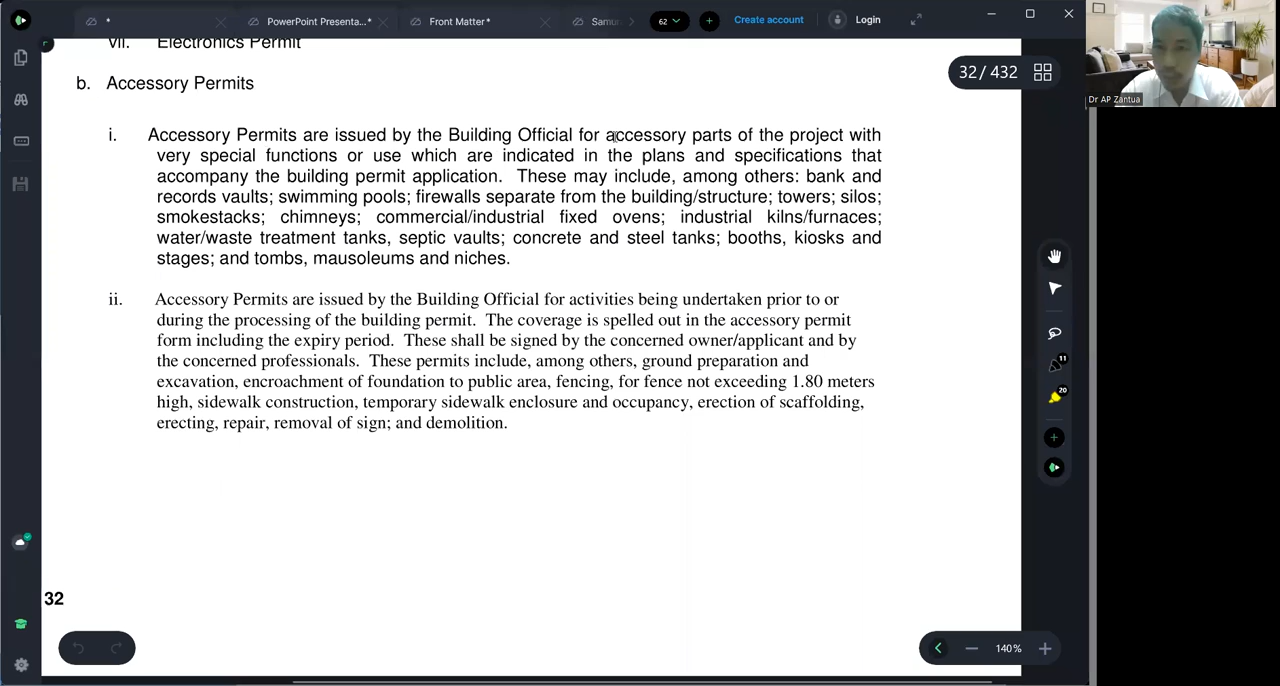 *
PowerPoint Presenta...*
Front Matter*
Samu
62
Create account
Login
Dr AP Zantua
32/432
vii. Electronics Permit
b. Accessory Permits
i. Accessory Permits are issued by the Building Official for accessory parts of the project with
very special functions or use which are indicated in the plans and specifications that
accompany the building permit application. These may include, among others: bank and
records vaults; swimming pools; firewalls separate from the building/structure; towers; silos;
smokestacks; chimneys; commercial/industrial fixed ovens; industrial kilns/furnaces;
water/waste treatment tanks, septic vaults; concrete and steel tanks; booths, kiosks and
stages; and tombs, mausoleums and niches.
ii. Accessory Permits are issued by the Building Official for activities being undertaken prior to or
during the processing of the building permit. The coverage is spelled out in the accessory permit
form including the expiry period. These shall be signed by the concerned owner/applicant and by
the concerned professionals. These permits include, among others, ground preparation and
excavation, encroachment of foundation to public area, fencing, for fence not exceeding 1.80 meters
high, sidewalk construction, temporary sidewalk enclosure and occupancy, erection of scaffolding,
erecting, repair, removal of sign; and demolition.
11
20
32
140%